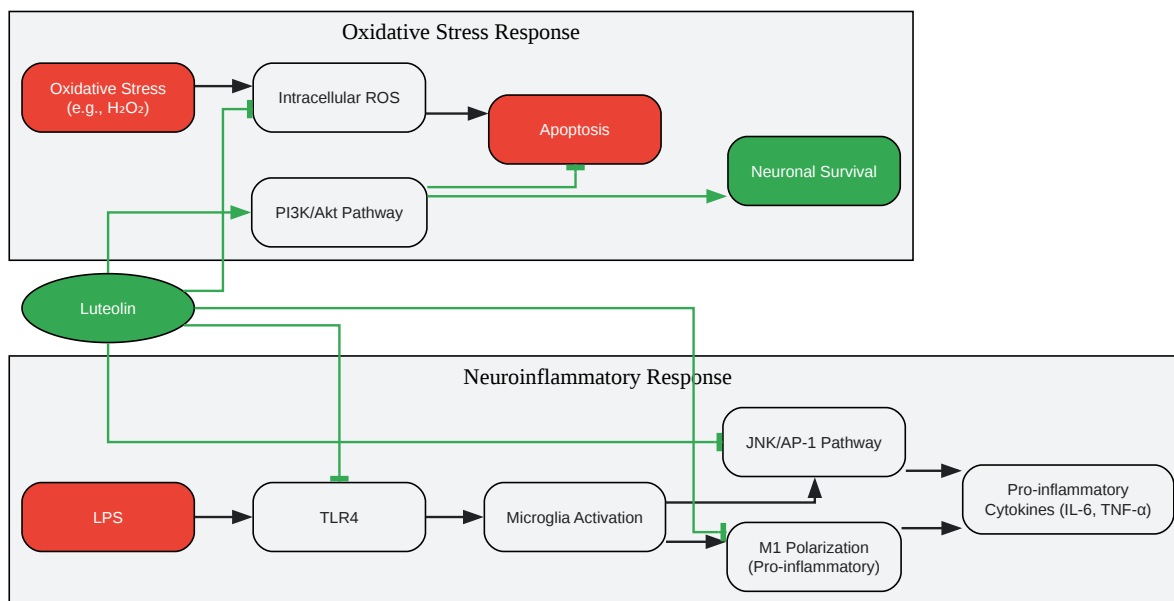 Oxidative Stress Response
Oxidative Stress
(e.g., H₂O₂)
Intracellular ROS
Apoptosis
Neuronal Survival
PI3K/Akt Pathway
Luteolin
Neuroinflammatory Response
JNK/AP-1 Pathway
LPS
TLR4
Microglia Activation
Pro-inflammatory
Cytokines (IL-6, TNF-α)
M1 Polarization
(Pro-inflammatory)